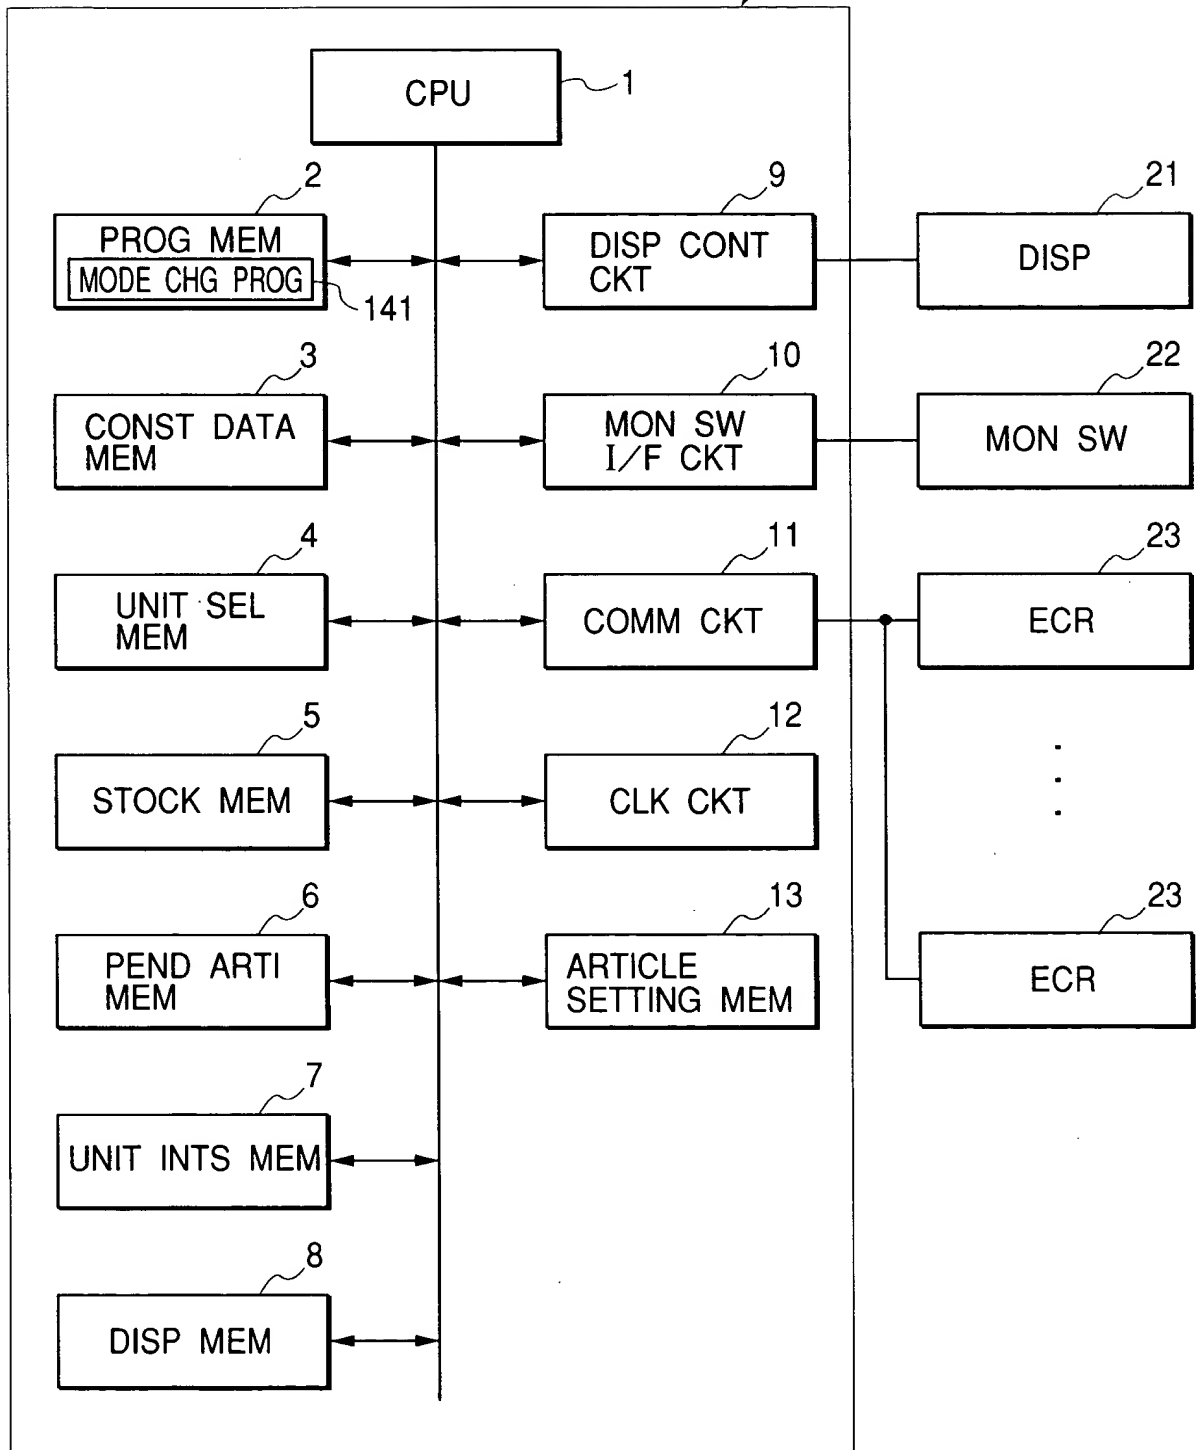 CPU
1
2
PROG MEM
MODE CHG PROG
141
9
DISP CONT
CKT
21
DISP
3
CONST DATA
MEM
10
MON SW
I/F CKT
22
MON SW
4
UNIT SEL
MEM
11
COMM CKT
23
ECR
5
STOCK MEM
12
CLK CKT
6
PEND ARTI
MEM
13
ARTICLE
SETTING MEM
23
ECR
7
UNIT INTS MEM
8
DISP MEM